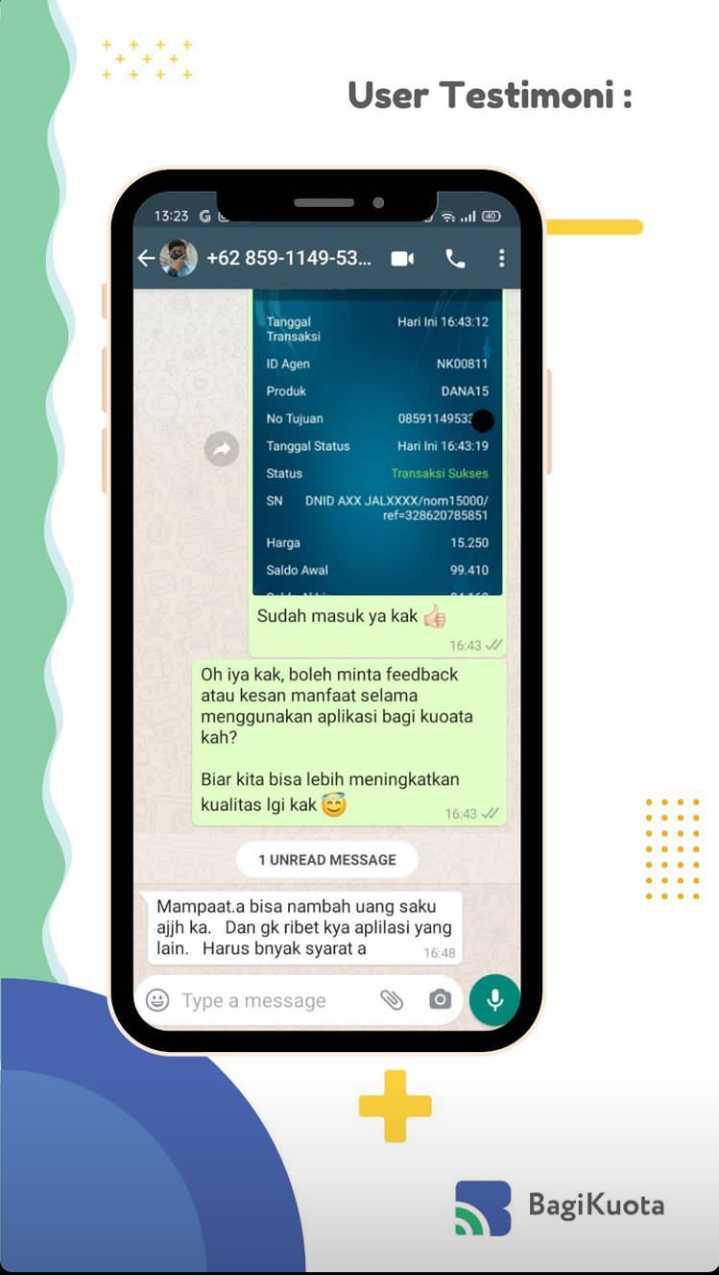 User Testimoni :
13:23 G
40
+62 859-1149-53...
Tanggal Transaksi Hari Ini 16:43:12
ID Agen NK00811
Produk DANA15
No Tujuan 0859114953
Tanggal Status Hari Ini 16:43:19
Status Transaksi Sukses
SN DNID AXX JALXXXX/nom15000/
ref=328620785851
Harga 15.250
Saldo Awal 99.410
Sudah masuk ya kak 👍
16:43
Oh iya kak, boleh minta feedback
atau kesan manfaat selama
menggunakan aplikasi bagi kuoata
kah?
Biar kita bisa lebih meningkatkan
kualitas lgi kak 😇
16:43
1 UNREAD MESSAGE
Mampaat.a bisa nambah uang saku
ajjh ka. Dan gk ribet kya aplilasi yang
lain. Harus bnyak syarat a
16:48
Type a message
BagiKuota